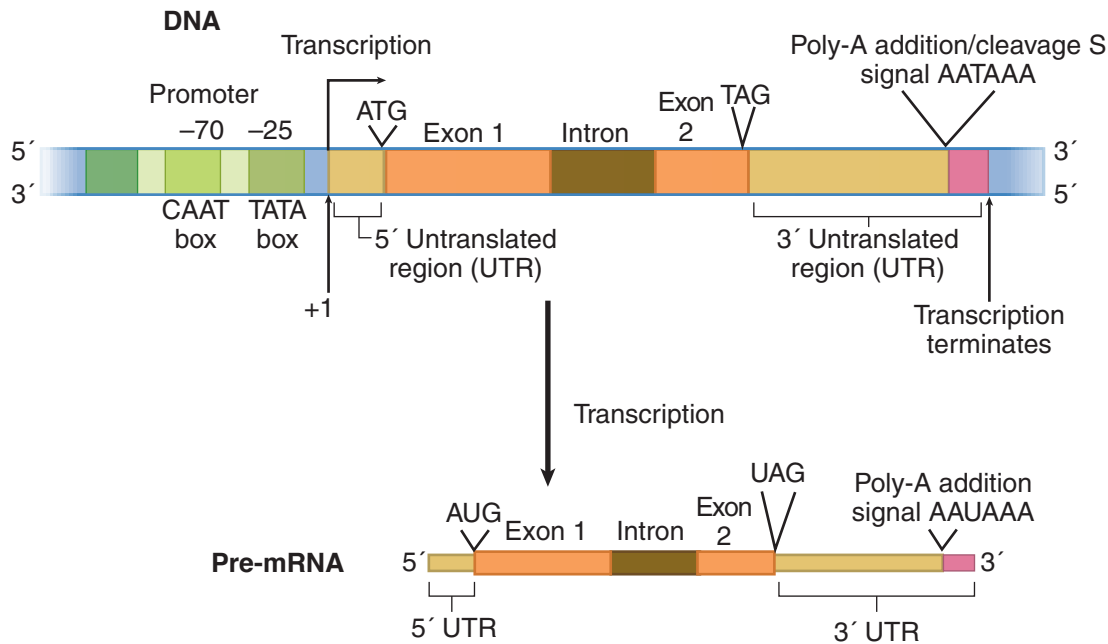 DNA
Transcription
Poly-A addition/cleavage S
signal AATAAA
Promoter
–70 –25
ATG
Exon 1
Intron
Exon
2
TAG
5´ 3´
3´ 5´
CAAT
box
TATA
box
5´ Untranslated
region (UTR)
3´ Untranslated
region (UTR)
+1
Transcription
terminates
Transcription
AUG
Exon 1
Intron
Exon
2
UAG
Poly-A addition
signal AAUAAA
Pre-mRNA
5´ 3´
5´ UTR
3´ UTR